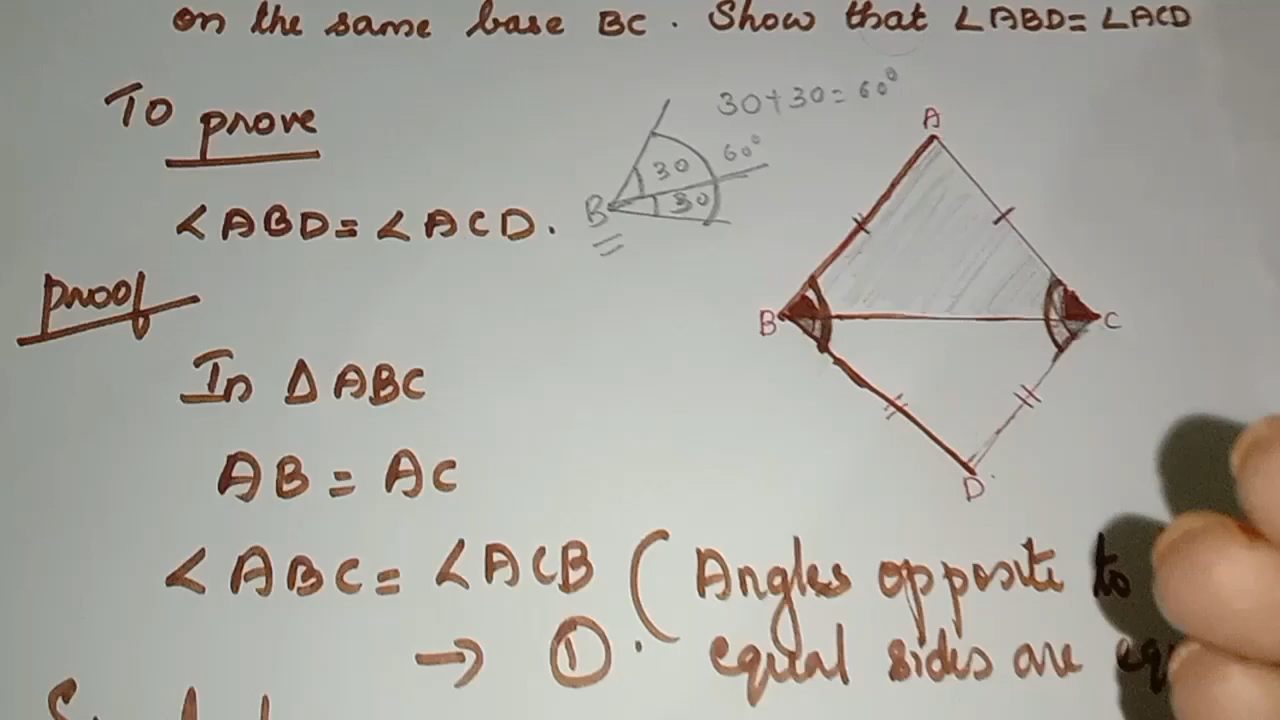 on the same base BC. Show that ∠ABD = ∠ACD
To prove
30+30=60°
60°
30
30
B
∠ABD = ∠ACD.
A
B
C
D
Proof
In △ABC
AB = AC
∠ABC = ∠ACB (Angles opposite to
→ ①. equal sides are